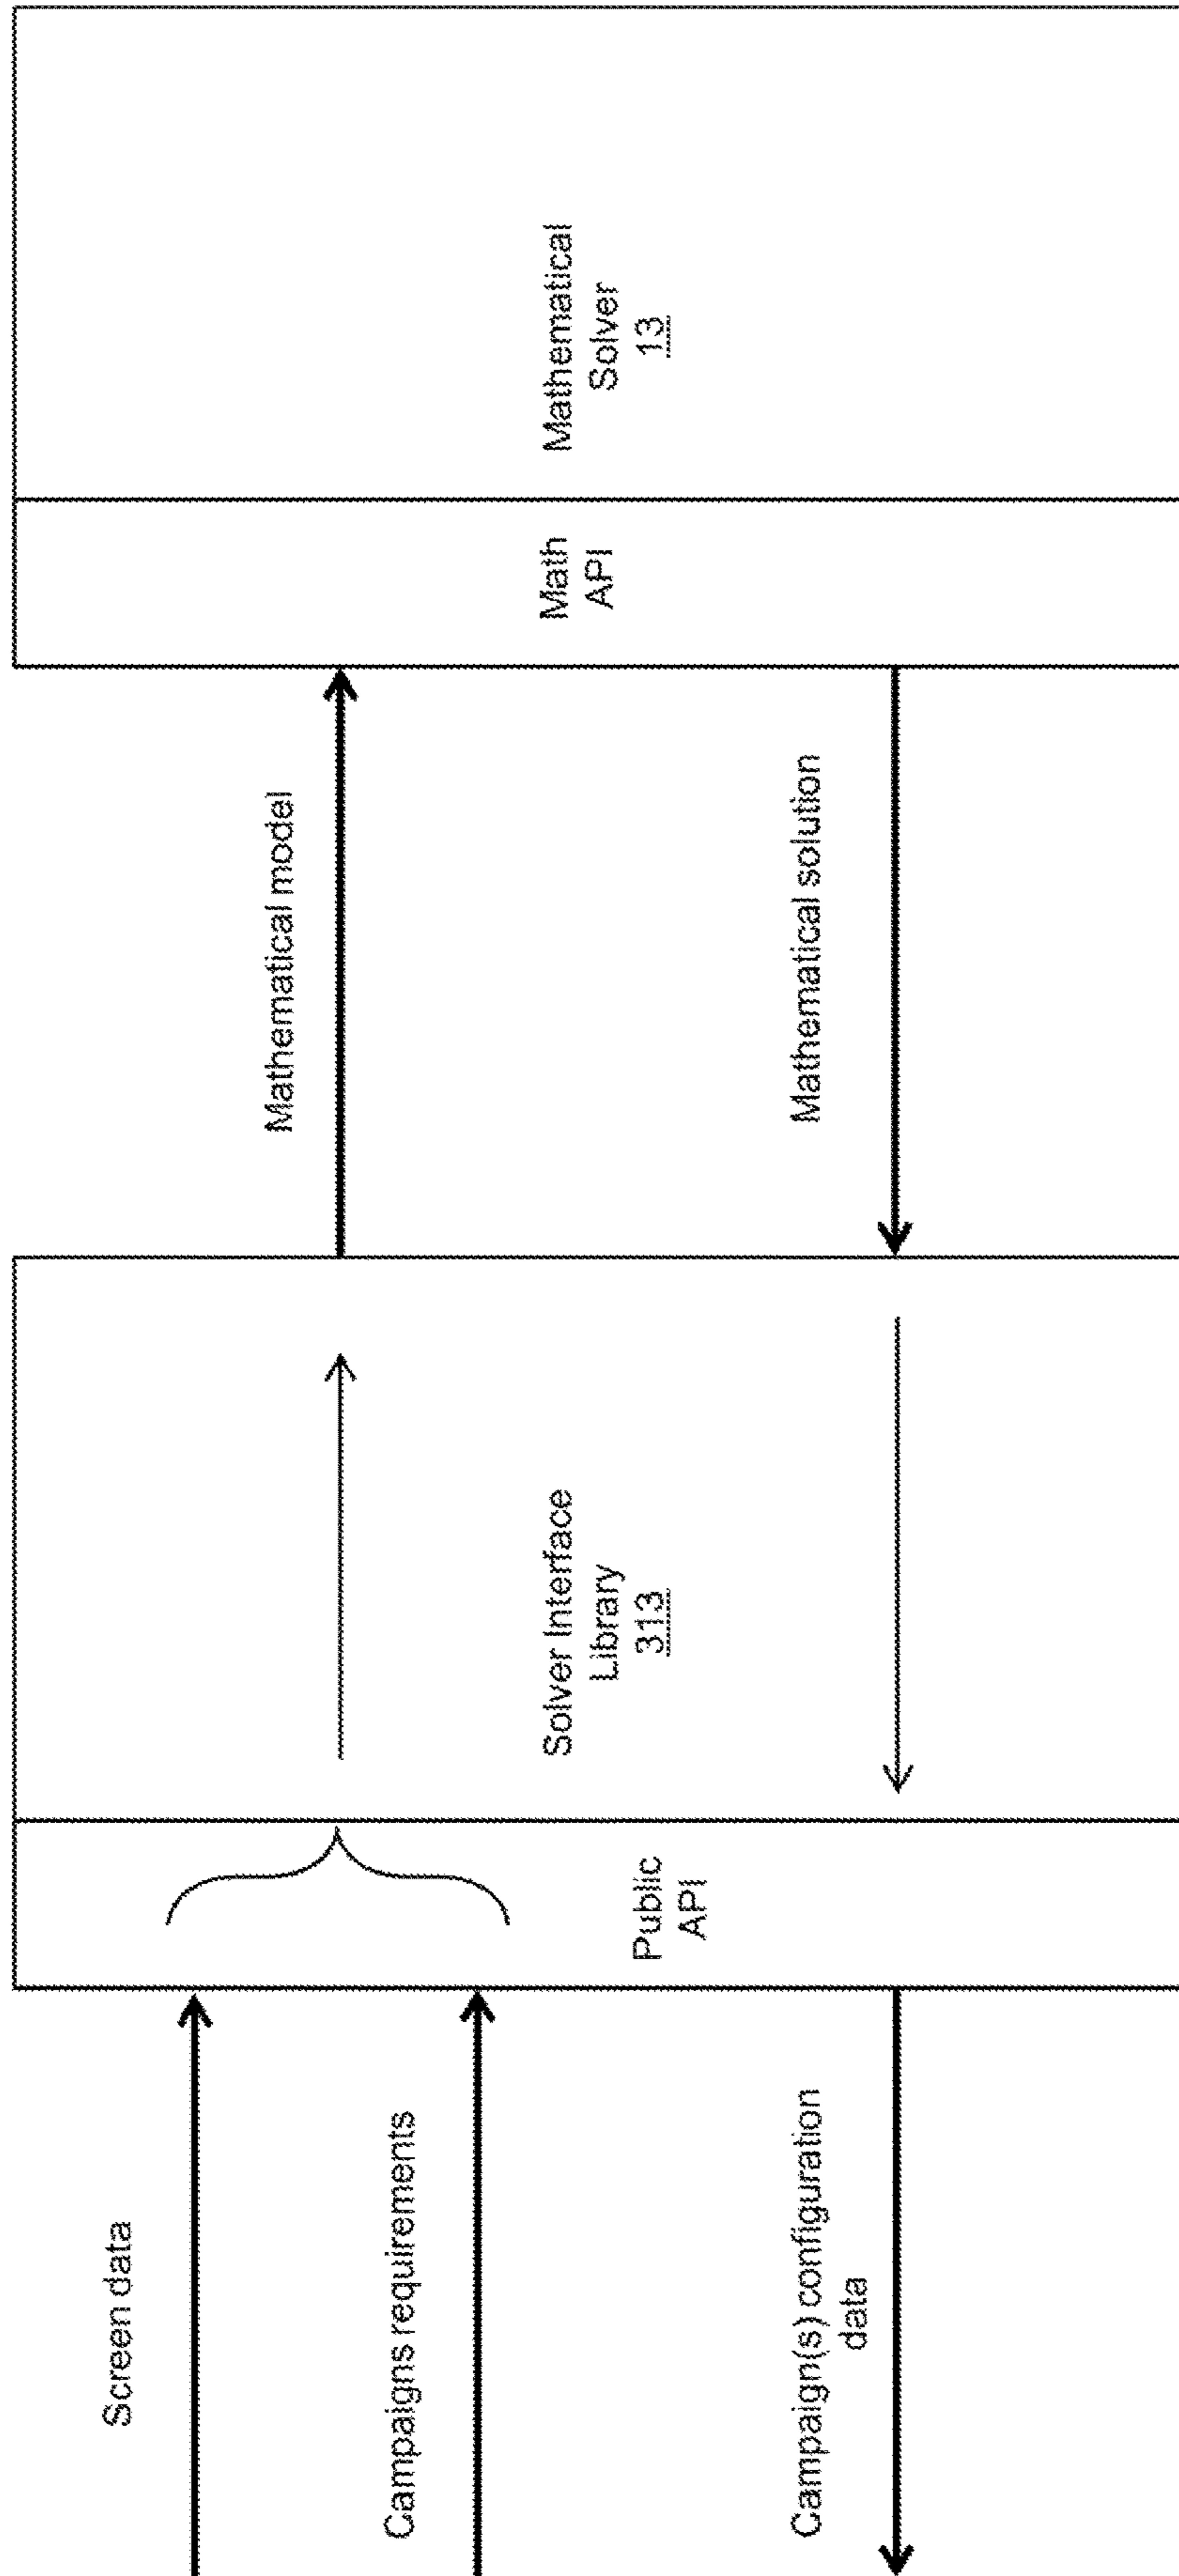 Screen data
Campaigns requirements
Campaign(s) configuration
data
Public
API
Solver Interface
Library
313
Mathematical model
Mathematical solution
Math
API
Mathematical
Solver
13